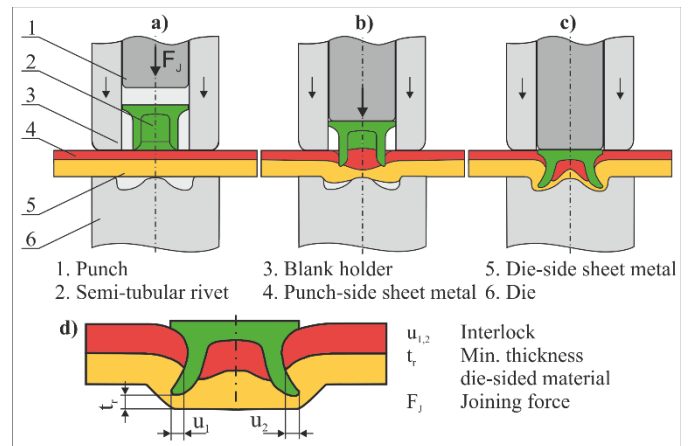 a)
b)
c)
1
F_J
2
3
4
5
6
1. Punch
2. Semi-tubular rivet
3. Blank holder
4. Punch-side sheet metal
5. Die-side sheet metal
6. Die
d)
t_r
u_1
u_2
u_1,2 Interlock
t_r Min. thickness
die-sided material
F_J Joining force